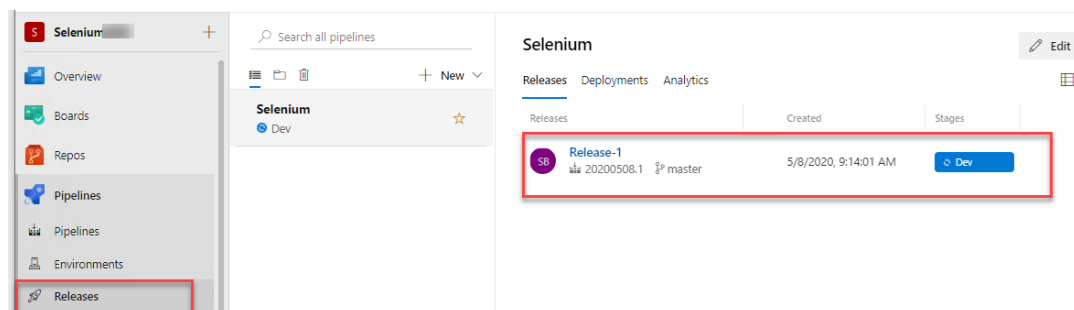 S Selenium
Overview
Boards
Repos
Pipelines
Pipelines
Environments
Releases
Search all pipelines
New
Selenium
Dev
Selenium
Edit
Releases Deployments Analytics
Releases Created Stages
SB Release-1 5/8/2020, 9:14:01 AM Dev
20200508.1 master